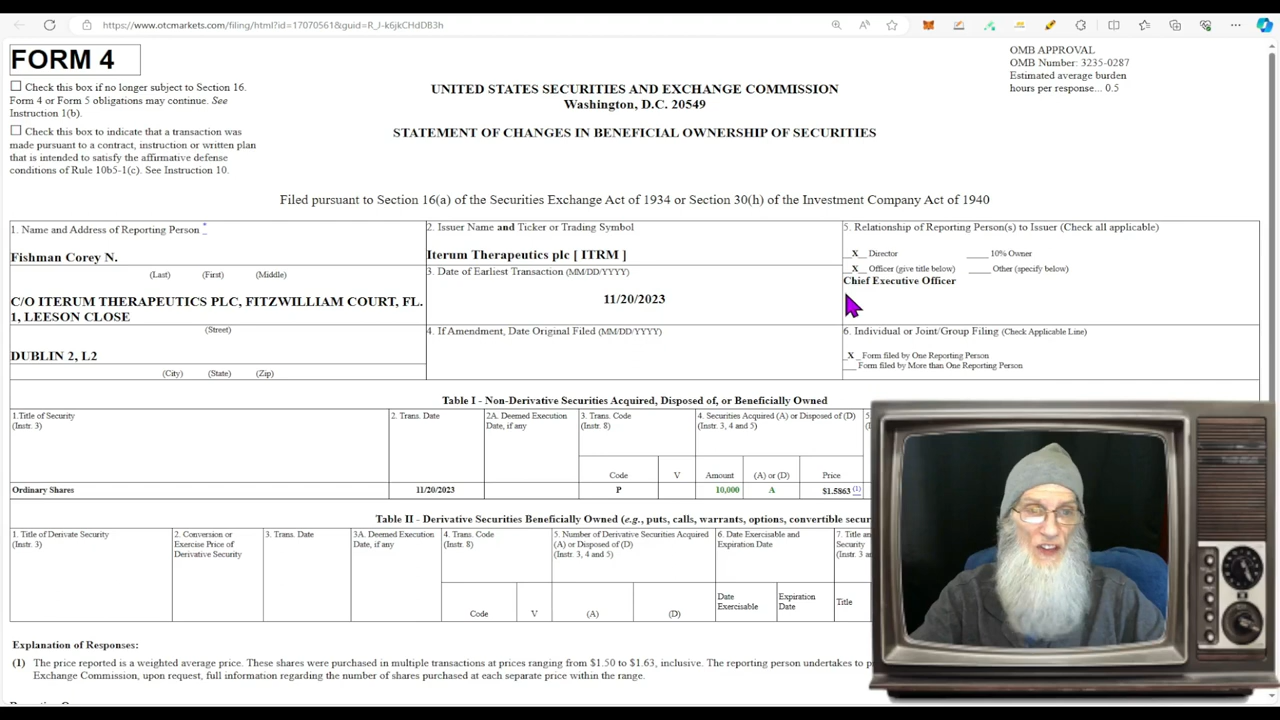 https://www.otcmarkets.com/filing/html?id=17070561&guid=R_J-k6jkCHdDB3h
FORM 4
☐ Check this box if no longer subject to Section 16.
Form 4 or Form 5 obligations may continue. See
Instruction 1(b).
☐ Check this box to indicate that a transaction was
made pursuant to a contract, instruction or written plan
that is intended to satisfy the affirmative defense
conditions of Rule 10b5-1(c). See Instruction 10.
UNITED STATES SECURITIES AND EXCHANGE COMMISSION
Washington, D.C. 20549
STATEMENT OF CHANGES IN BENEFICIAL OWNERSHIP OF SECURITIES
OMB APPROVAL
OMB Number: 3235-0287
Estimated average burden
hours per response... 0.5
Filed pursuant to Section 16(a) of the Securities Exchange Act of 1934 or Section 30(h) of the Investment Company Act of 1940
1. Name and Address of Reporting Person *
Fishman Corey N.
(Last) (First) (Middle)
C/O ITERUM THERAPEUTICS PLC, FITZWILLIAM COURT, FL.
1, LEESON CLOSE
(Street)
DUBLIN 2, L2
(City) (State) (Zip)
2. Issuer Name and Ticker or Trading Symbol
Iterum Therapeutics plc [ ITRM ]
3. Date of Earliest Transaction (MM/DD/YYYY)
11/20/2023
4. If Amendment, Date Original Filed (MM/DD/YYYY)
5. Relationship of Reporting Person(s) to Issuer (Check all applicable)
__X__ Director _____ 10% Owner
__X__ Officer (give title below) _____ Other (specify below)
Chief Executive Officer
6. Individual or Joint/Group Filing (Check Applicable Line)
_X _ Form filed by One Reporting Person
___ Form filed by More than One Reporting Person
Table I - Non-Derivative Securities Acquired, Disposed of, or Beneficially Owned
1.Title of Security
(Instr. 3)
2. Trans. Date
2A. Deemed Execution
Date, if any
3. Trans. Code
(Instr. 8)
4. Securities Acquired (A) or Disposed of (D)
(Instr. 3, 4 and 5)
5.
Code V Amount (A) or (D) Price
Ordinary Shares 11/20/2023 P 10,000 A $1.5863 (1)
Table II - Derivative Securities Beneficially Owned (e.g., puts, calls, warrants, options, convertible secur
1. Title of Derivate Security
(Instr. 3)
2. Conversion or
Exercise Price of
Derivative Security
3. Trans. Date
3A. Deemed Execution
Date, if any
4. Trans. Code
(Instr. 8)
5. Number of Derivative Securities Acquired
(A) or Disposed of (D)
(Instr. 3, 4 and 5)
6. Date Exercisable and
Expiration Date
7. Title an
Security
(Instr. 3 a
Code V (A) (D)
Date
Exercisable
Expiration
Date
Title
Explanation of Responses:
(1) The price reported is a weighted average price. These shares were purchased in multiple transactions at prices ranging from $1.50 to $1.63, inclusive. The reporting person undertakes to p
Exchange Commission, upon request, full information regarding the number of shares purchased at each separate price within the range.